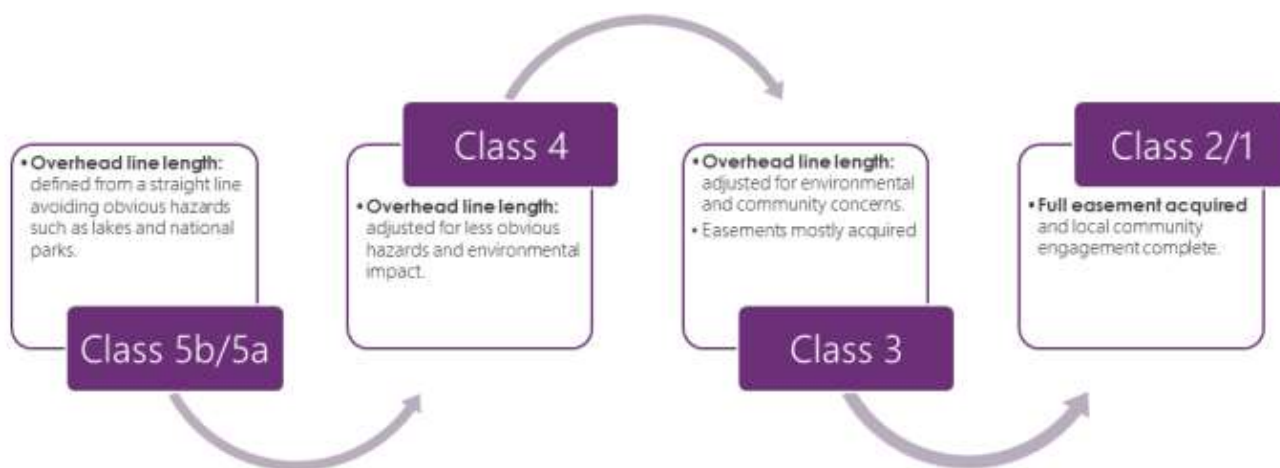 • Overhead line length:
defined from a straight line
avoiding obvious hazards
such as lakes and national
parks.
Class 5b/5a
Class 4
• Overhead line length:
adjusted for less obvious
hazards and environmental
impact.
• Overhead line length:
adjusted for environmental
and community concerns.
• Easements mostly acquired
Class 3
Class 2/1
• Full easement acquired
and local community
engagement complete.